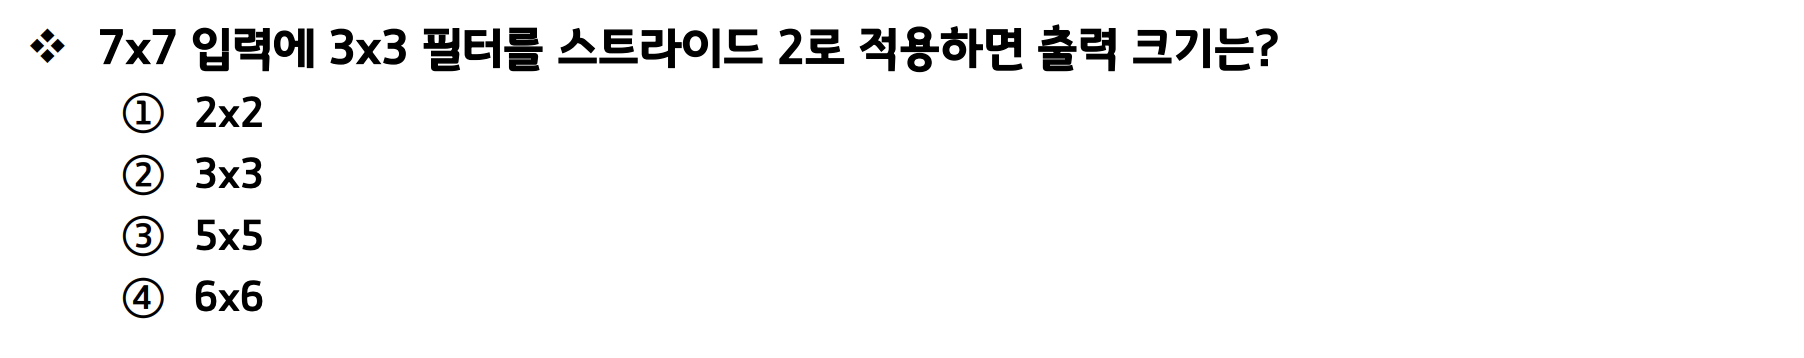 ❖ 7x7 입력에 3x3 필터를 스트라이드 2로 적용하면 출력 크기는?
① 2x2
② 3x3
③ 5x5
④ 6x6